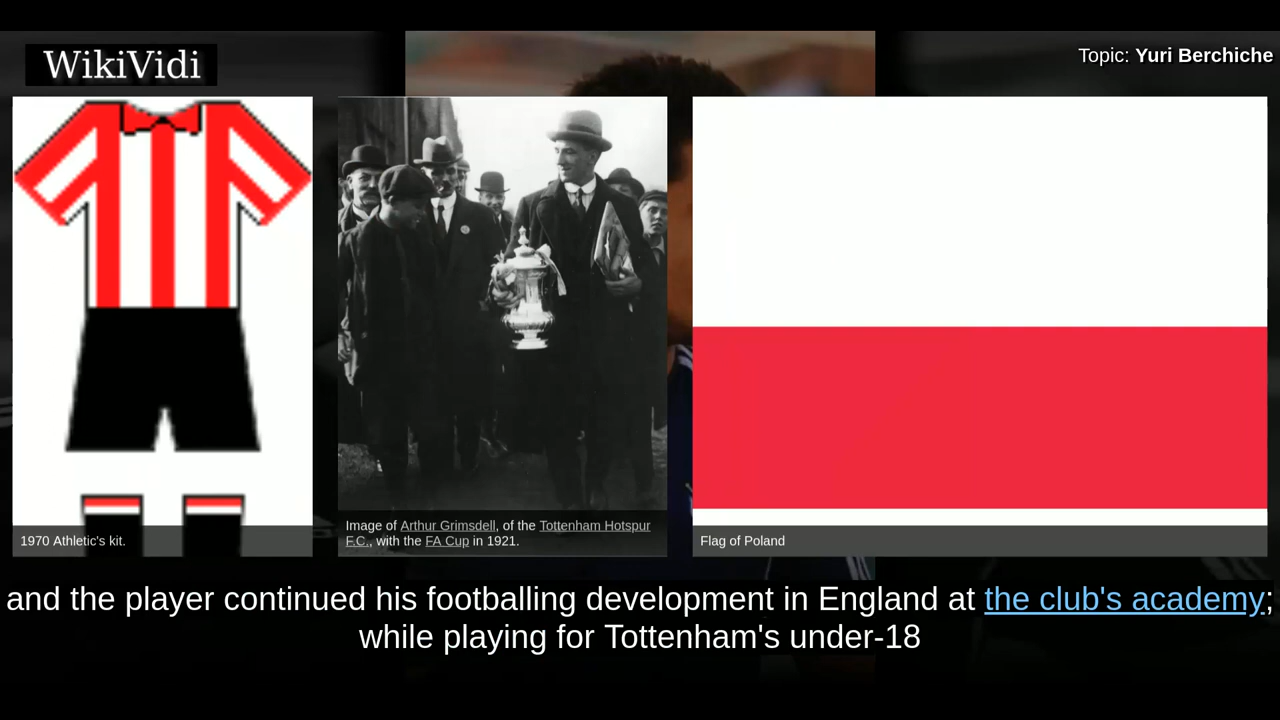 WikiVidi
Topic: Yuri Berchiche
1970 Athletic's kit.
Image of Arthur Grimsdell, of the Tottenham Hotspur
F.C., with the FA Cup in 1921.
Flag of Poland
and the player continued his footballing development in England at the club's academy;
while playing for Tottenham's under-18